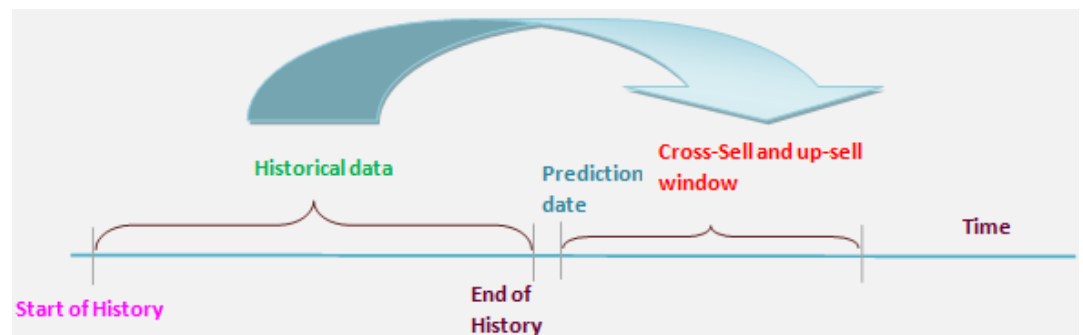 Historical data
Cross-Sell and up-sell
window
Prediction
date
Time
Start of History
End of
History